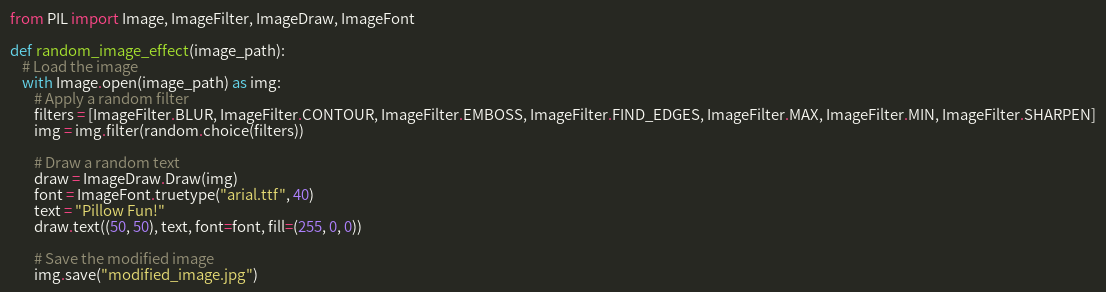 from PIL import Image, ImageFilter, ImageDraw, ImageFont

def random_image_effect(image_path):
    # Load the image
    with Image.open(image_path) as img:
        # Apply a random filter
        filters = [ImageFilter.BLUR, ImageFilter.CONTOUR, ImageFilter.EMBOSS, ImageFilter.FIND_EDGES, ImageFilter.MAX, ImageFilter.MIN, ImageFilter.SHARPEN]
        img = img.filter(random.choice(filters))

        # Draw a random text
        draw = ImageDraw.Draw(img)
        font = ImageFont.truetype("arial.ttf", 40)
        text = "Pillow Fun!"
        draw.text((50, 50), text, font=font, fill=(255, 0, 0))

        # Save the modified image
        img.save("modified_image.jpg")